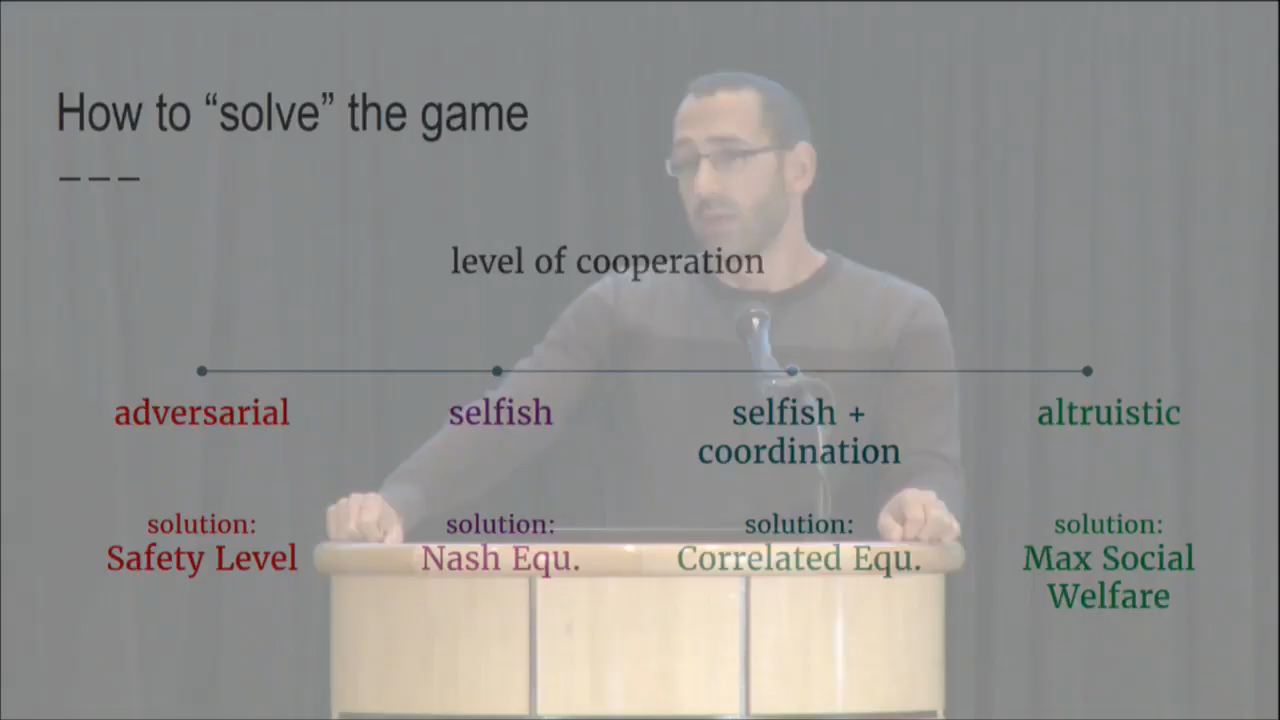 How to “solve” the game
level of cooperation
adversarial
selfish
selfish +
coordination
altruistic
solution:
Safety Level
solution:
Nash Equ.
solution:
Correlated Equ.
solution:
Max Social
Welfare